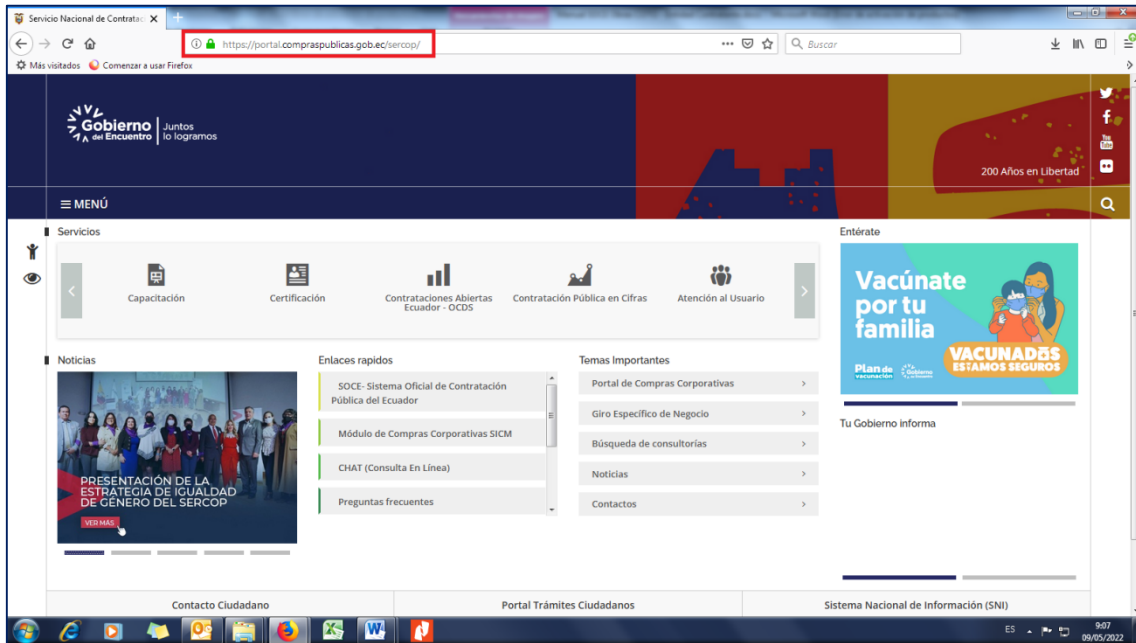 Servicio Nacional de Contratac
https://portal.compraspublicas.gob.ec/sercop/
Buscar
Más visitados
Comenzar a usar Firefox
Gobierno
del Encuentro
Juntos
lo logramos
200 Años en Libertad
You
Tube
MENÚ
Servicios
Capacitación
Certificación
Contrataciones Abiertas
Ecuador - OCDS
Contratación Pública en Cifras
Atención al Usuario
Entérate
Vacúnate
por tu
familia
VACUNADOS
ESTAMOS SEGUROS
Plan de
vacunación
Gobierno
Noticias
PRESENTACIÓN DE LA
ESTRATEGIA DE IGUALDAD
DE GÉNERO DEL SERCOP
VER MÁS
Enlaces rapidos
SOCE- Sistema Oficial de Contratación
Pública del Ecuador
Módulo de Compras Corporativas SICM
CHAT (Consulta En Línea)
Preguntas frecuentes
Temas Importantes
Portal de Compras Corporativas
Giro Específico de Negocio
Búsqueda de consultorías
Noticias
Contactos
Tu Gobierno informa
Contacto Ciudadano
Portal Trámites Ciudadanos
Sistema Nacional de Información (SNI)
ES
9:07
09/05/2022